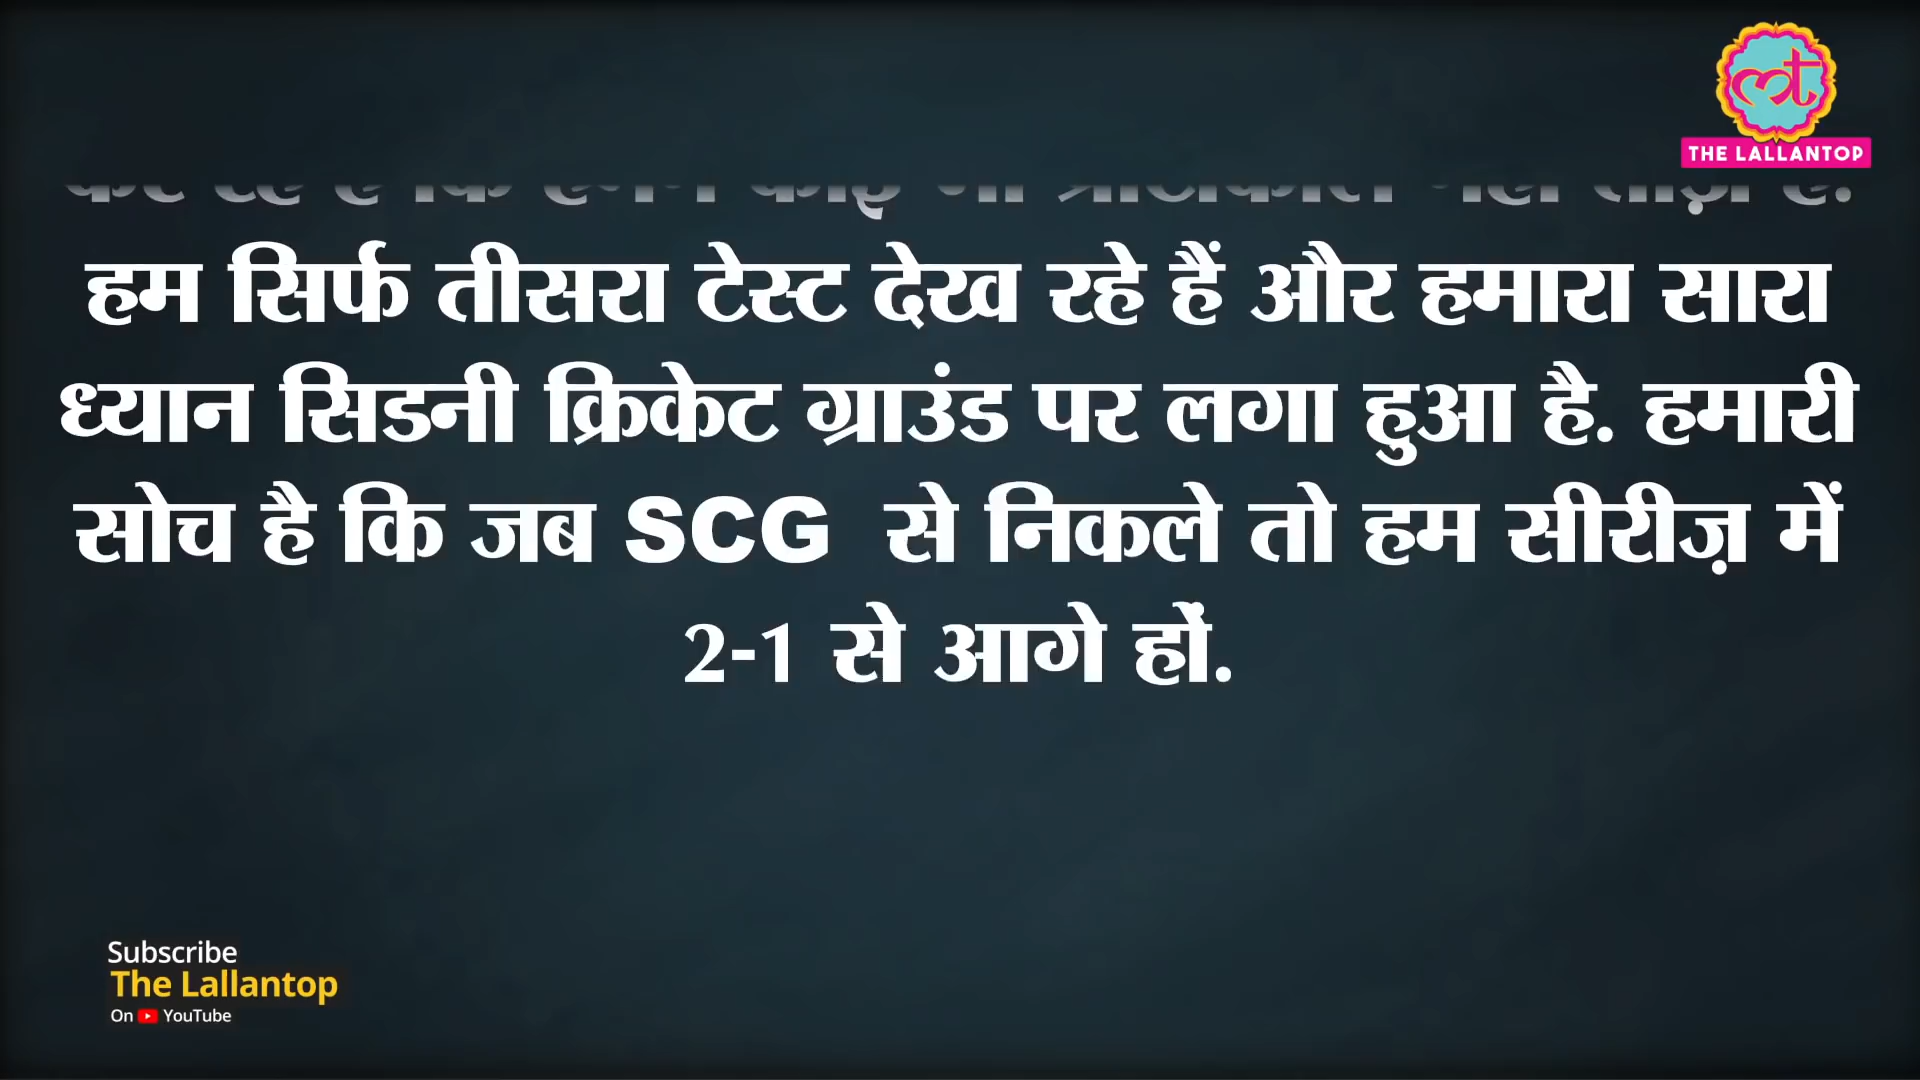 THE LALLANTOP
हम सिर्फ तीसरा टेस्ट देख रहे हैं और हमारा सारा
ध्यान सिडनी क्रिकेट ग्राउंड पर लगा हुआ है. हमारी
सोच है कि जब SCG से निकले तो हम सीरीज़ में
2-1 से आगे हों.
Subscribe
The Lallantop
On YouTube